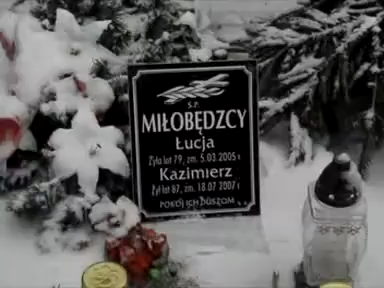 Ś.P.
MIŁOBĘDZCY
Łucja
Żyła lat 79, zm. 5.03.2005 r.
Kazimierz
Żył lat 87, zm. 18.07.2007 r.
POKÓJ ICH DUSZOM